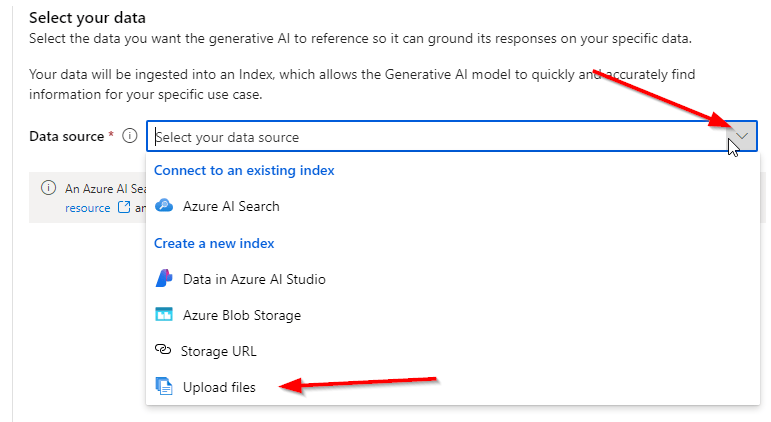 Select your data
Select the data you want the generative AI to reference so it can ground its responses on your specific data.
Your data will be ingested into an Index, which allows the Generative AI model to quickly and accurately find
information for your specific use case.
Data source * Select your data source
Connect to an existing index
An Azure AI Sea
resource an
Azure AI Search
Create a new index
Data in Azure AI Studio
Azure Blob Storage
Storage URL
Upload files